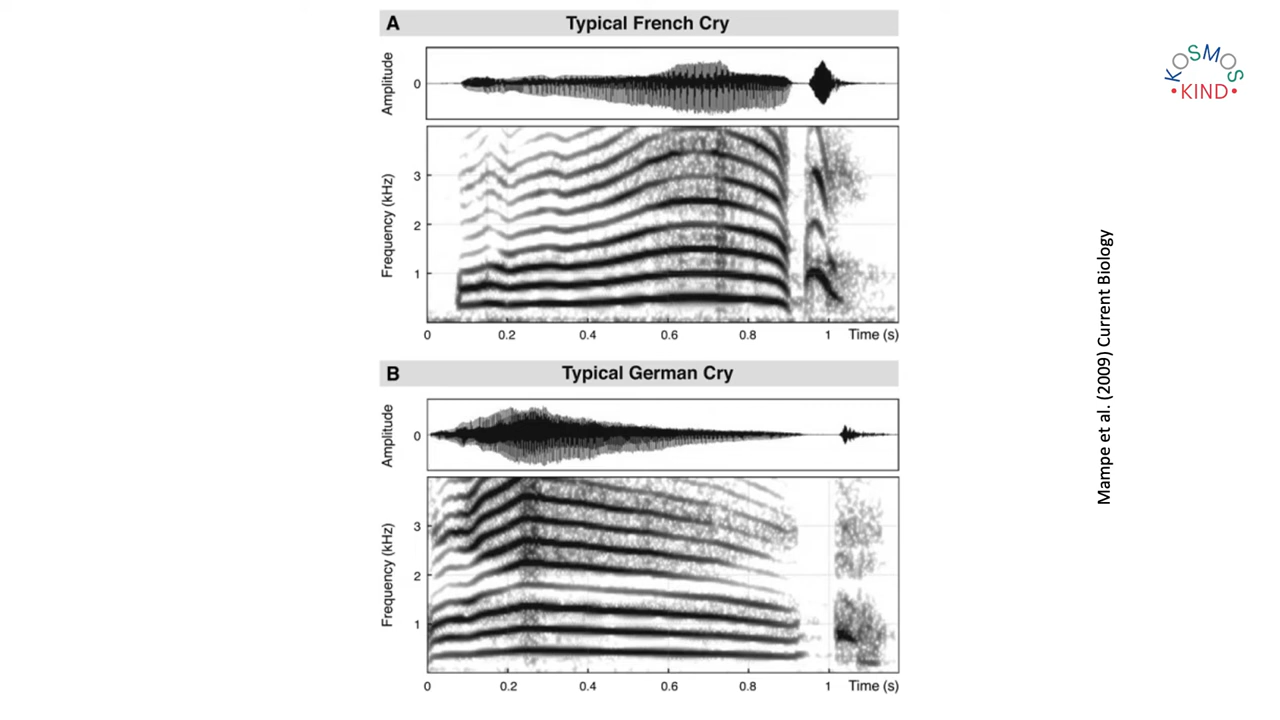 A Typical French Cry
Amplitude
0
Frequency (kHz)
3
2
1
0 0.2 0.4 0.6 0.8 1 Time (s)
B Typical German Cry
Amplitude
0
Frequency (kHz)
3
2
1
0 0.2 0.4 0.6 0.8 1 Time (s)
Mampe et al. (2009) Current Biology
KOSMOS
•KIND•